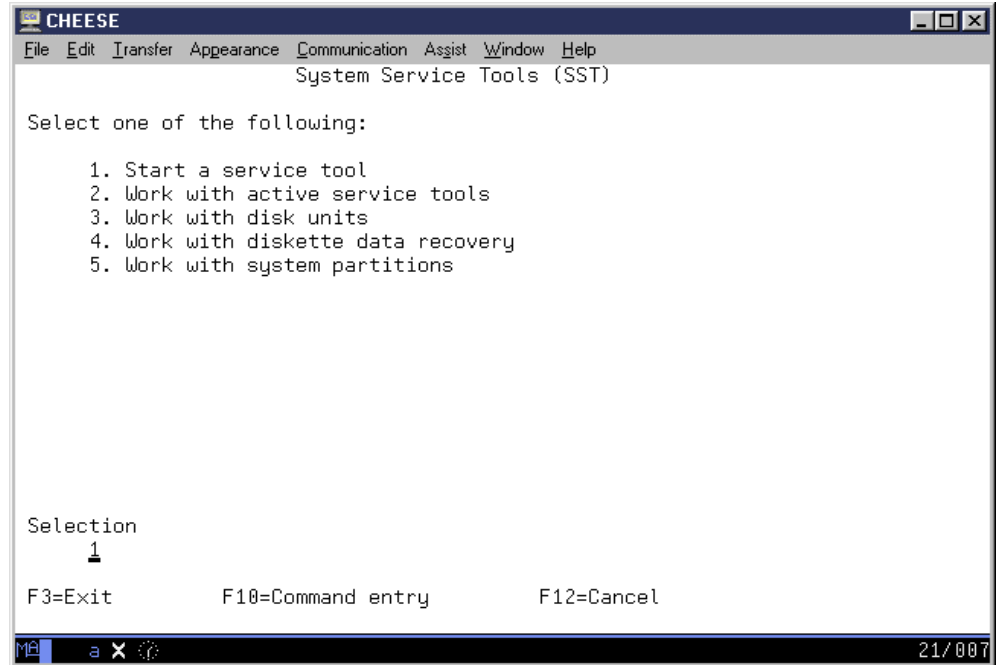 CHEESE
File Edit Transfer Appearance Communication Assist Window Help
System Service Tools (SST)
Select one of the following:
1. Start a service tool
2. Work with active service tools
3. Work with disk units
4. Work with diskette data recovery
5. Work with system partitions
Selection
1
F3=Exit F10=Command entry F12=Cancel
MA a X 21/007